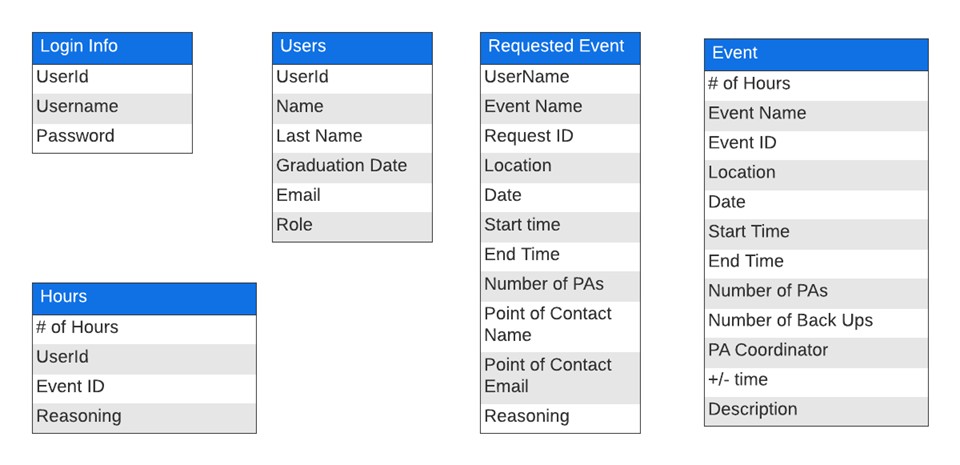 Login Info
UserId
Username
Password
Users
UserId
Name
Last Name
Graduation Date
Email
Role
Requested Event
UserName
Event Name
Request ID
Location
Date
Start time
End Time
Number of PAs
Point of Contact
Name
Point of Contact
Email
Reasoning
Event
# of Hours
Event Name
Event ID
Location
Date
Start Time
End Time
Number of PAs
Number of Back Ups
PA Coordinator
+/- time
Description
Hours
# of Hours
UserId
Event ID
Reasoning